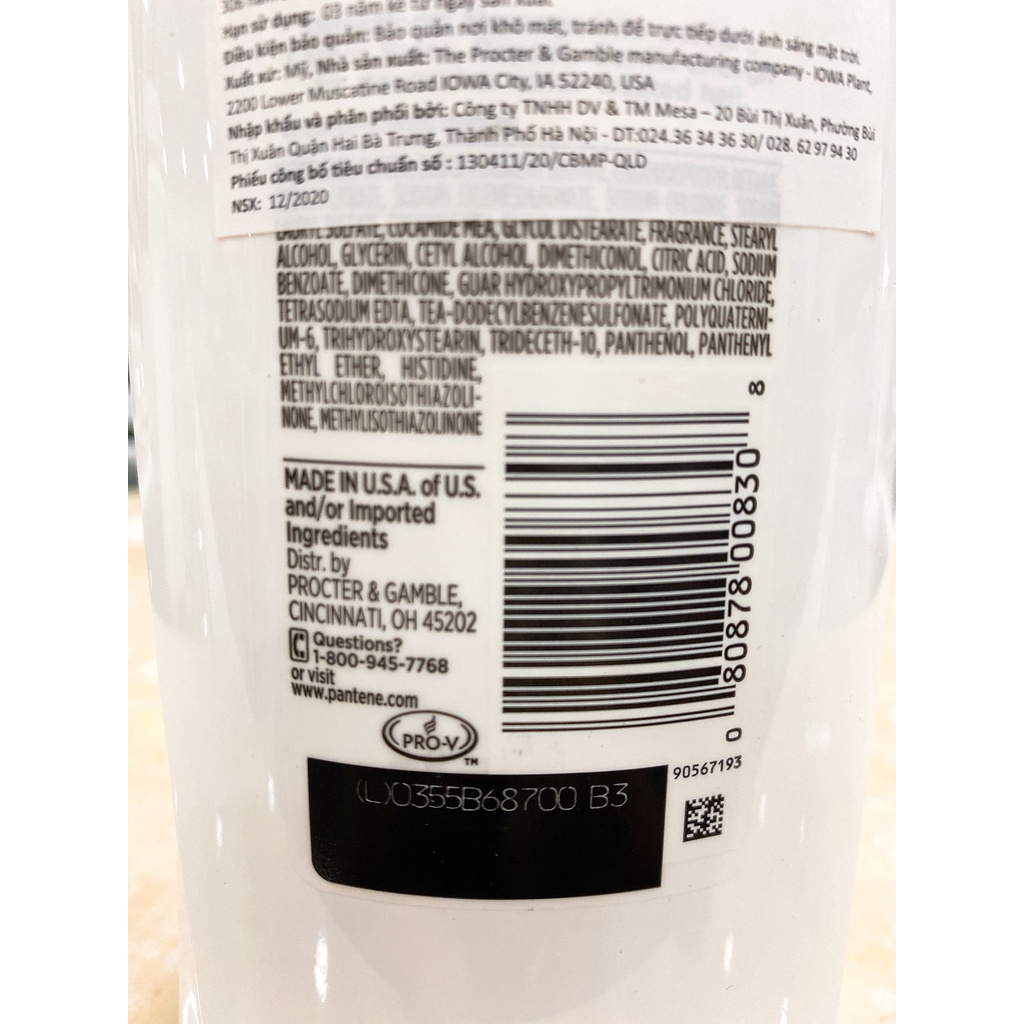 Hạn sử dụng: 03 năm kể từ ngày sản xuất
Điều kiện bảo quản: Bảo quản nơi khô mát, tránh để trực tiếp dưới ánh sáng mặt trời.
Xuất xứ: Mỹ, Nhà sản xuất: The Procter & Gamble manufacturing company - IOWA Plant,
2200 Lower Muscatine Road IOWA City, IA 52240, USA
Nhập khẩu và phân phối bởi: Công ty TNHH DV & TM Mesa – 20 Bùi Thị Xuân, Phường Bùi
Thị Xuân Quận Hai Bà Trưng, Thành Phố Hà Nội - DT:024.36 34 36 30/ 028. 62 97 94 30
Phiếu công bố tiêu chuẩn số : 130411/20/CBMP-QLD
NSX: 12/2020
LAURYL SULFATE, COCAMIDE MEA, GLYCOL DISTEARATE, FRAGRANCE, STEARYL
ALCOHOL, GLYCERIN, CETYL ALCOHOL, DIMETHICONOL, CITRIC ACID, SODIUM
BENZOATE, DIMETHICONE, GUAR HYDROXYPROPYLTRIMONIUM CHLORIDE,
TETRASODIUM EDTA, TEA-DODECYLBENZENESULFONATE, POLYQUATERNI-
UM-6, TRIHYDROXYSTEARIN, TRIDECETH-10, PANTHENOL, PANTHENYL
ETHYL ETHER, HISTIDINE,
METHYLCHLOROISOTHIAZOLI-
NONE, METHYLISOTHIAZOLINONE
MADE IN U.S.A. of U.S.
and/or Imported
Ingredients
Distr. by
PROCTER & GAMBLE,
CINCINNATI, OH 45202
Questions?
1-800-945-7768
or visit
www.pantene.com
PRO-V
TM
0 80878 00830 8
90567193
(L)0355B68700 B3